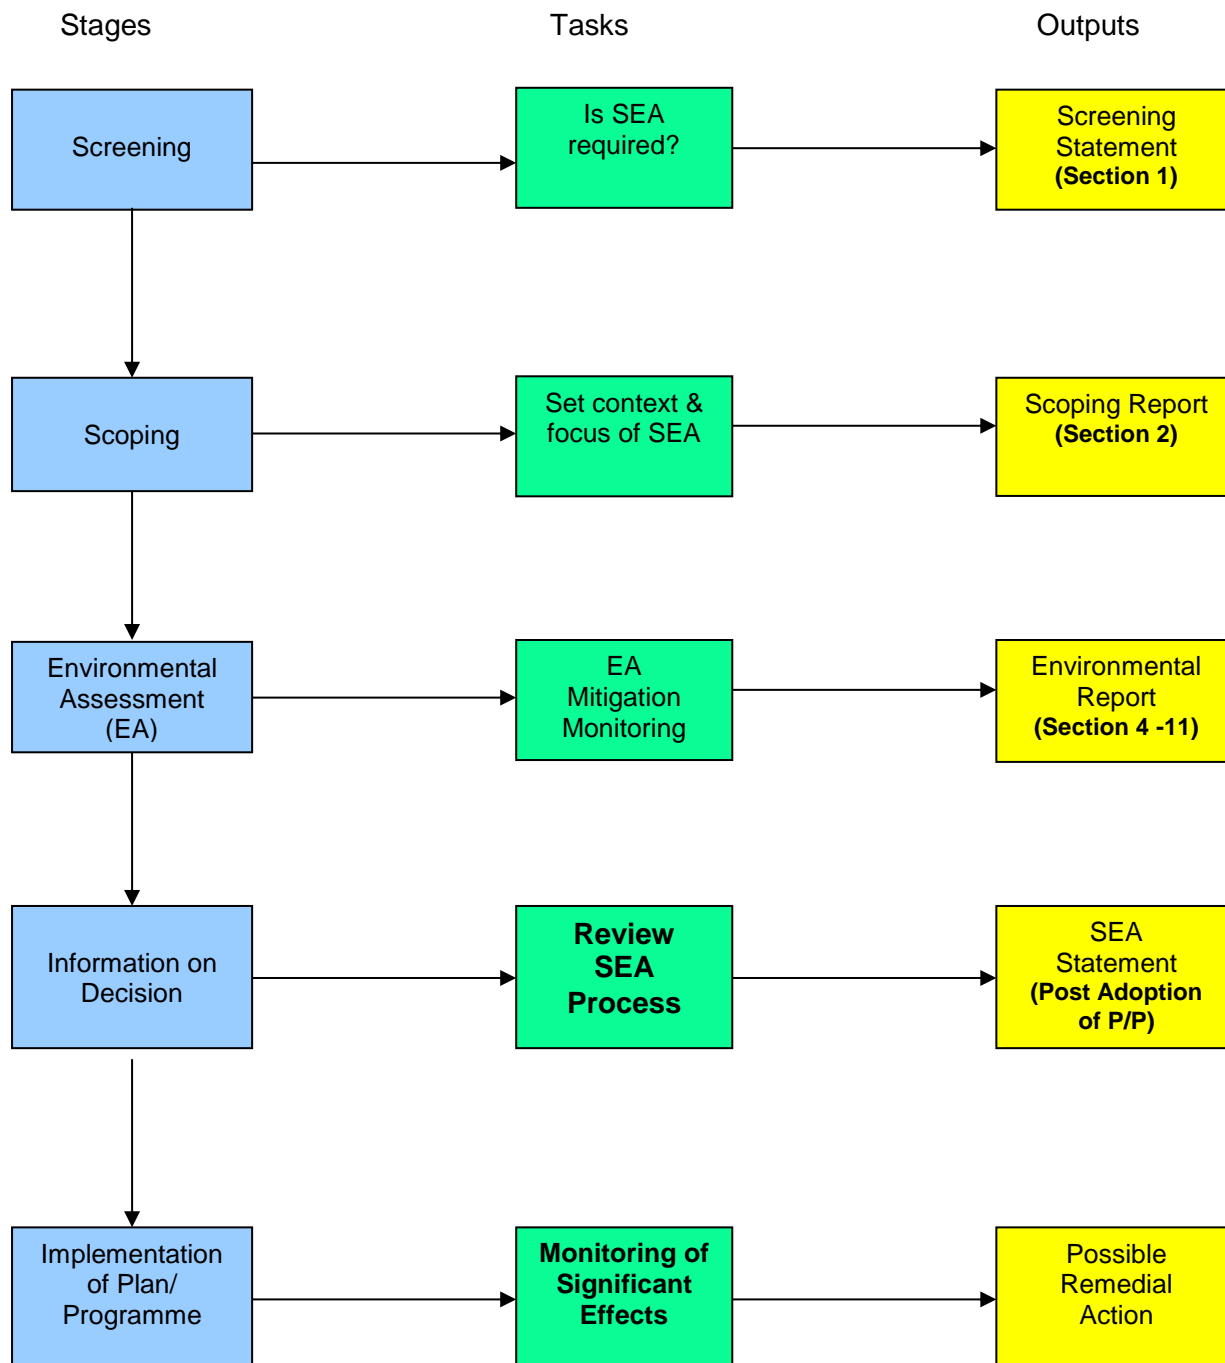 Stages
Tasks
Outputs
Screening
Is SEA
required?
Screening
Statement
(Section 1)
Scoping
Set context &
focus of SEA
Scoping Report
(Section 2)
Environmental
Assessment
(EA)
EA
Mitigation
Monitoring
Environmental
Report
(Section 4 -11)
Information on
Decision
Review
SEA
Process
SEA
Statement
(Post Adoption
of P/P)
Implementation
of Plan/
Programme
Monitoring of
Significant
Effects
Possible
Remedial
Action